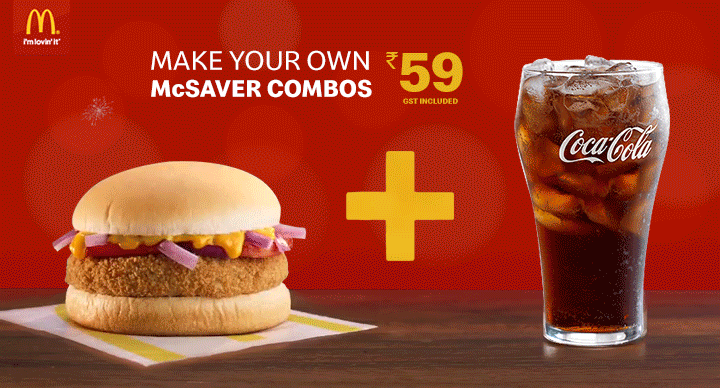 i'm lovin' it
MAKE YOUR OWN
McSAVER COMBOS
₹59
GST INCLUDED
Coca-Cola